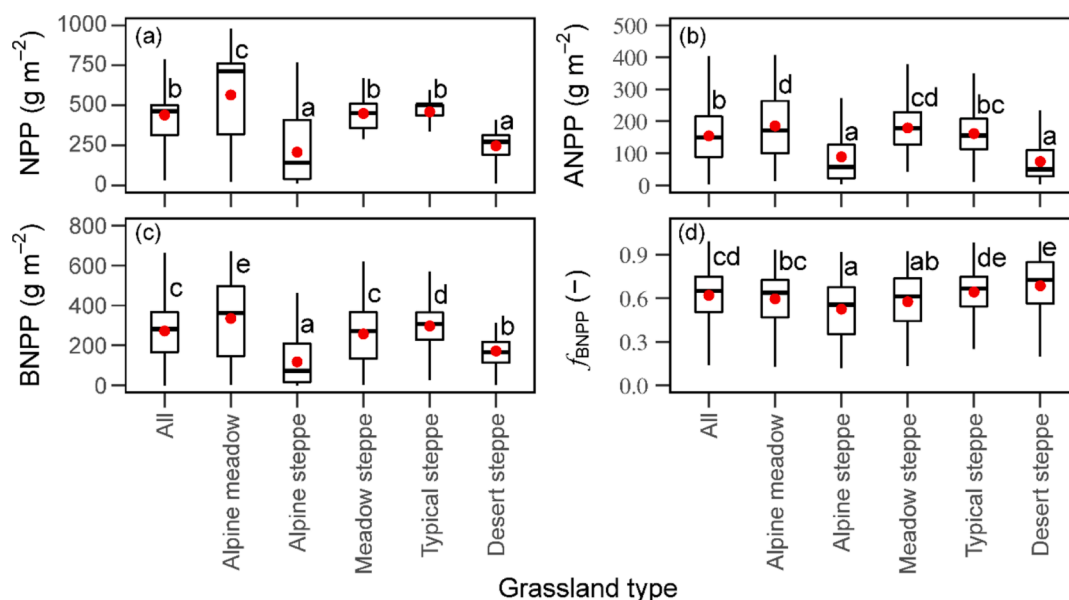 (a)
NPP (g m⁻²)
1000
750
500
250
0
b
c
a
b
b
a
(b)
ANPP (g m⁻²)
500
400
300
200
100
0
b
d
a
cd
bc
a
(c)
BNPP (g m⁻²)
800
600
400
200
0
c
e
a
c
d
b
(d)
fBNPP (−)
0.9
0.6
0.3
0.0
cd
bc
a
ab
de
e
All
Alpine meadow
Alpine steppe
Meadow steppe
Typical steppe
Desert steppe
All
Alpine meadow
Alpine steppe
Meadow steppe
Typical steppe
Desert steppe
Grassland type